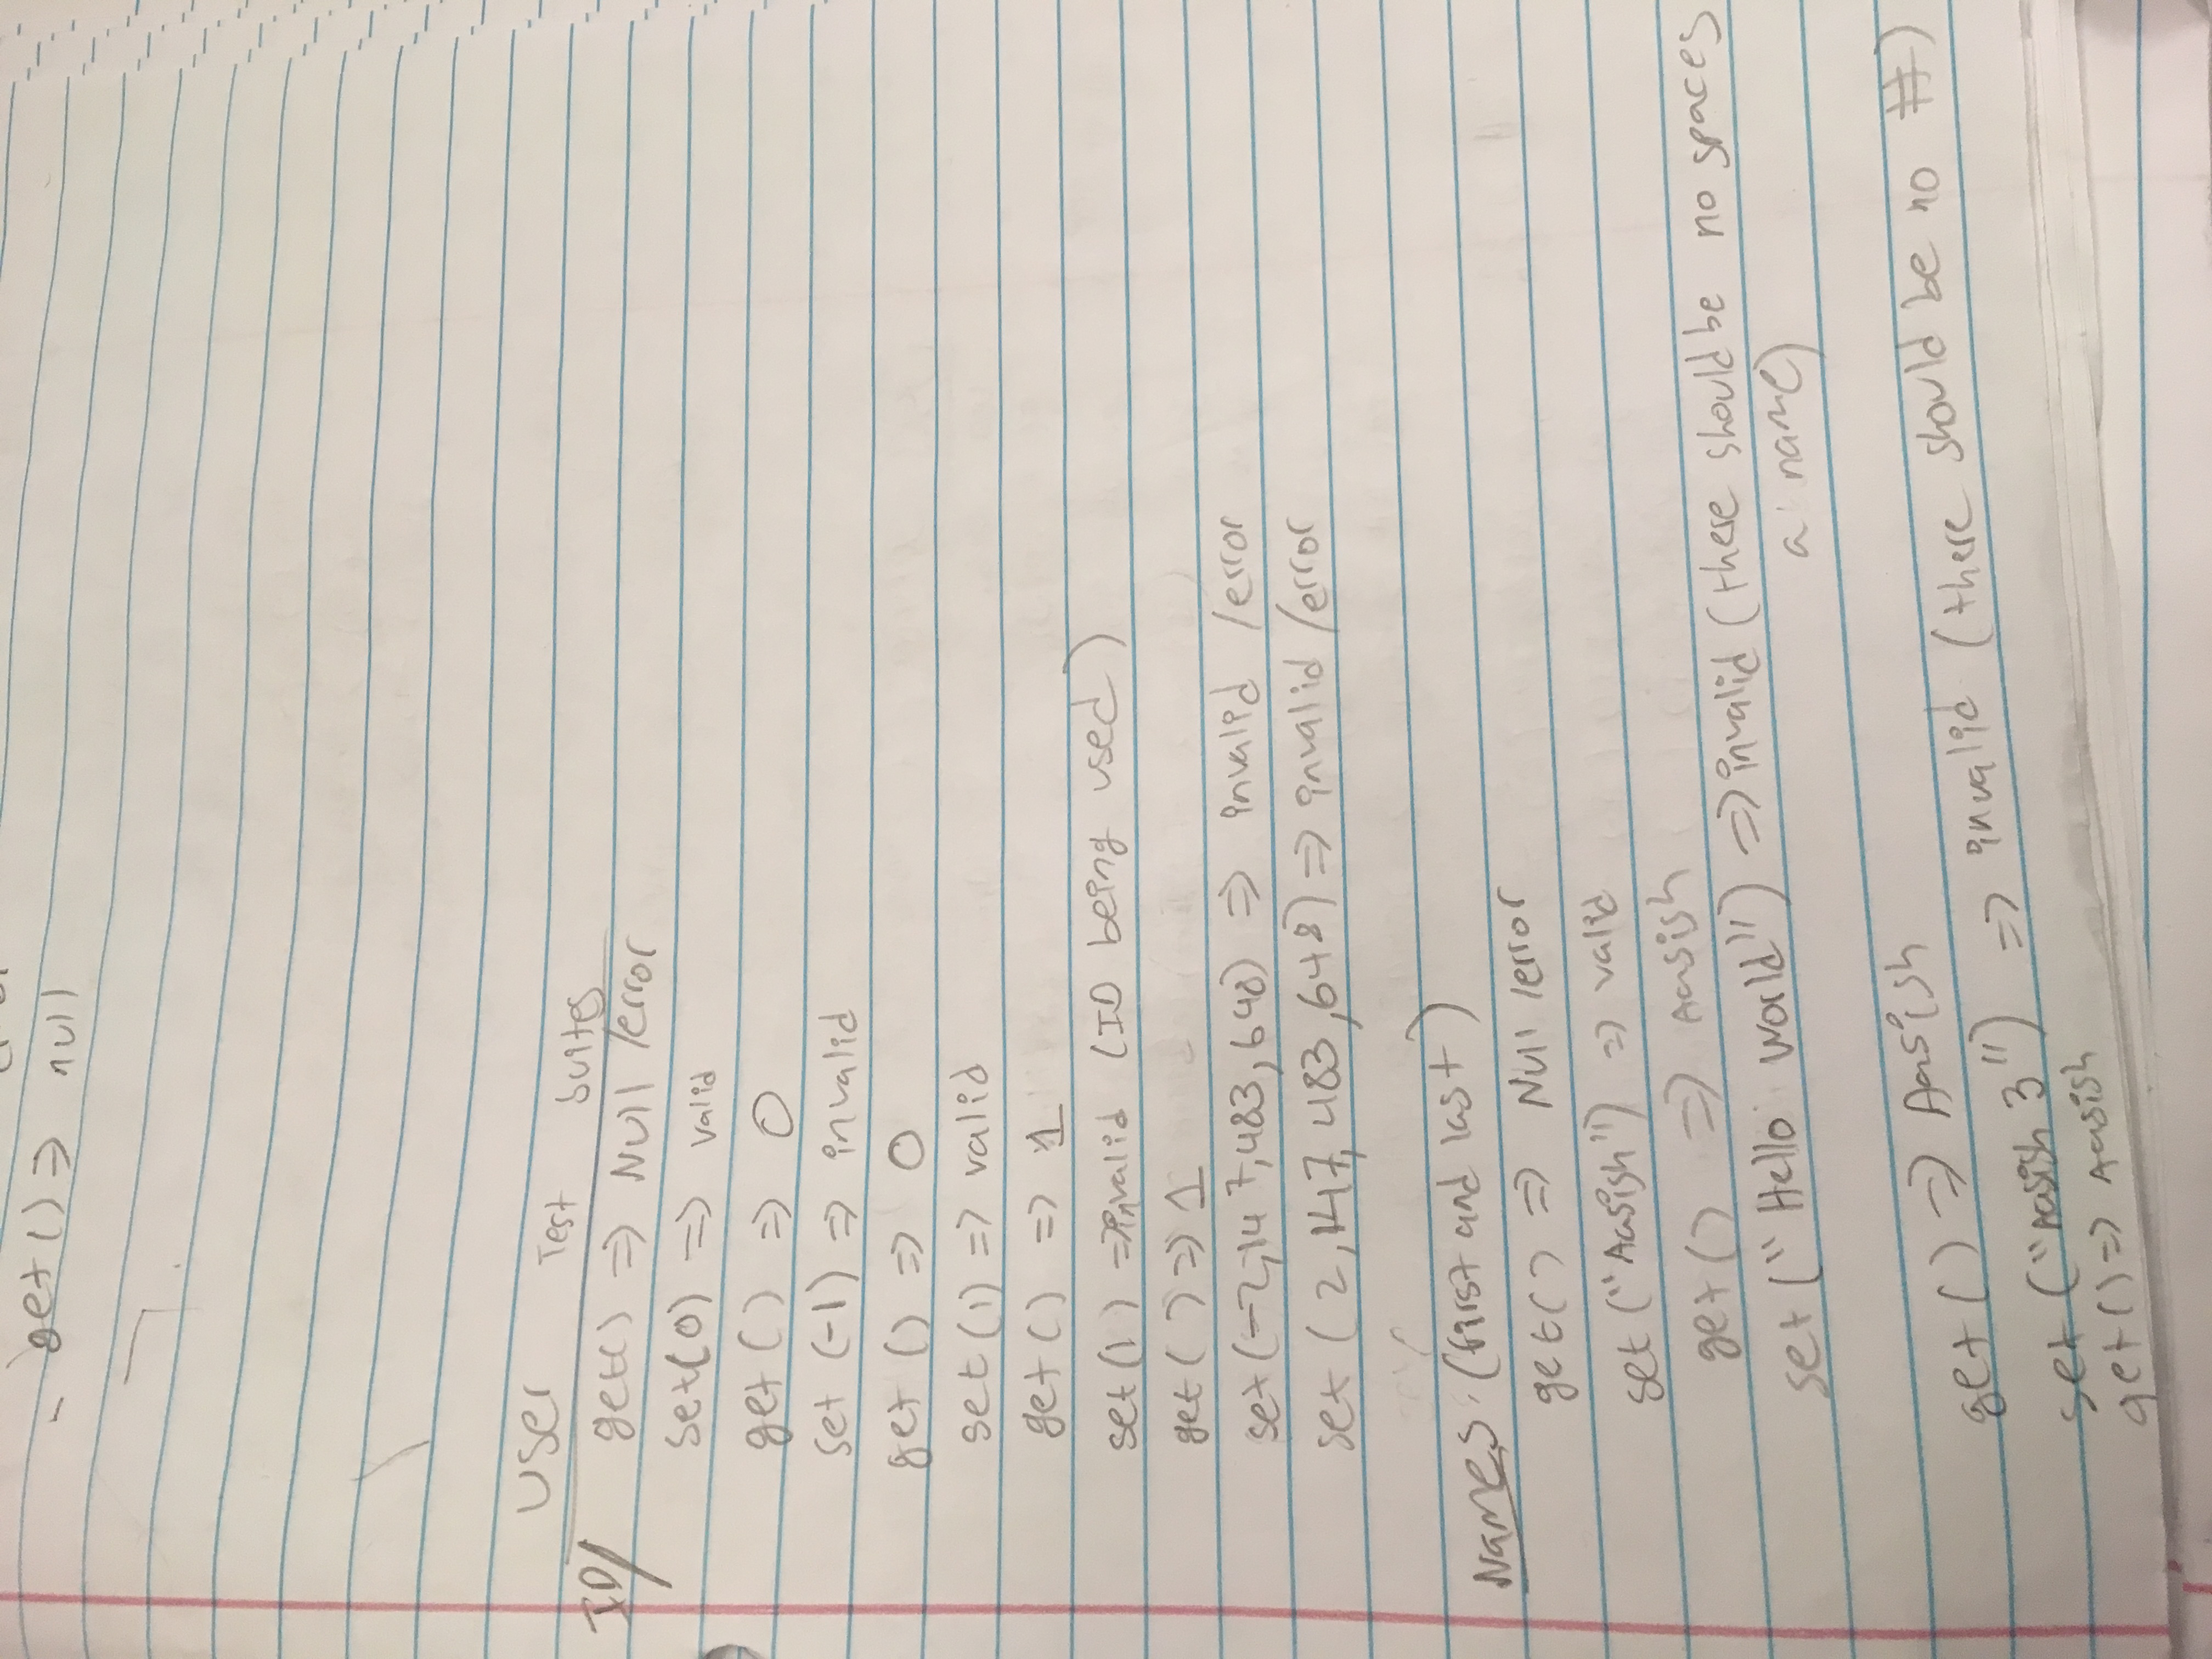 - get() => null
User Test Suites
ID/ get() => Null /error
set(0) => valid
get() => 0
set (-1) => invalid
get () => 0
set (1) => valid
get() => 1
set(1) => invalid (ID being used)
get() => 1
set(-2,147,483,648) => invalid /error
set (2,147,483,648) => invalid /error
Names: (first and last)
get() => Null /error
set ("Aasish") => valid
get() => Aasish
set ("Hello World") => invalid (there should be no spaces
a name)
get() => Aasish
set ("Aasish 3") => invalid (there should be no #)
get() => Aasish